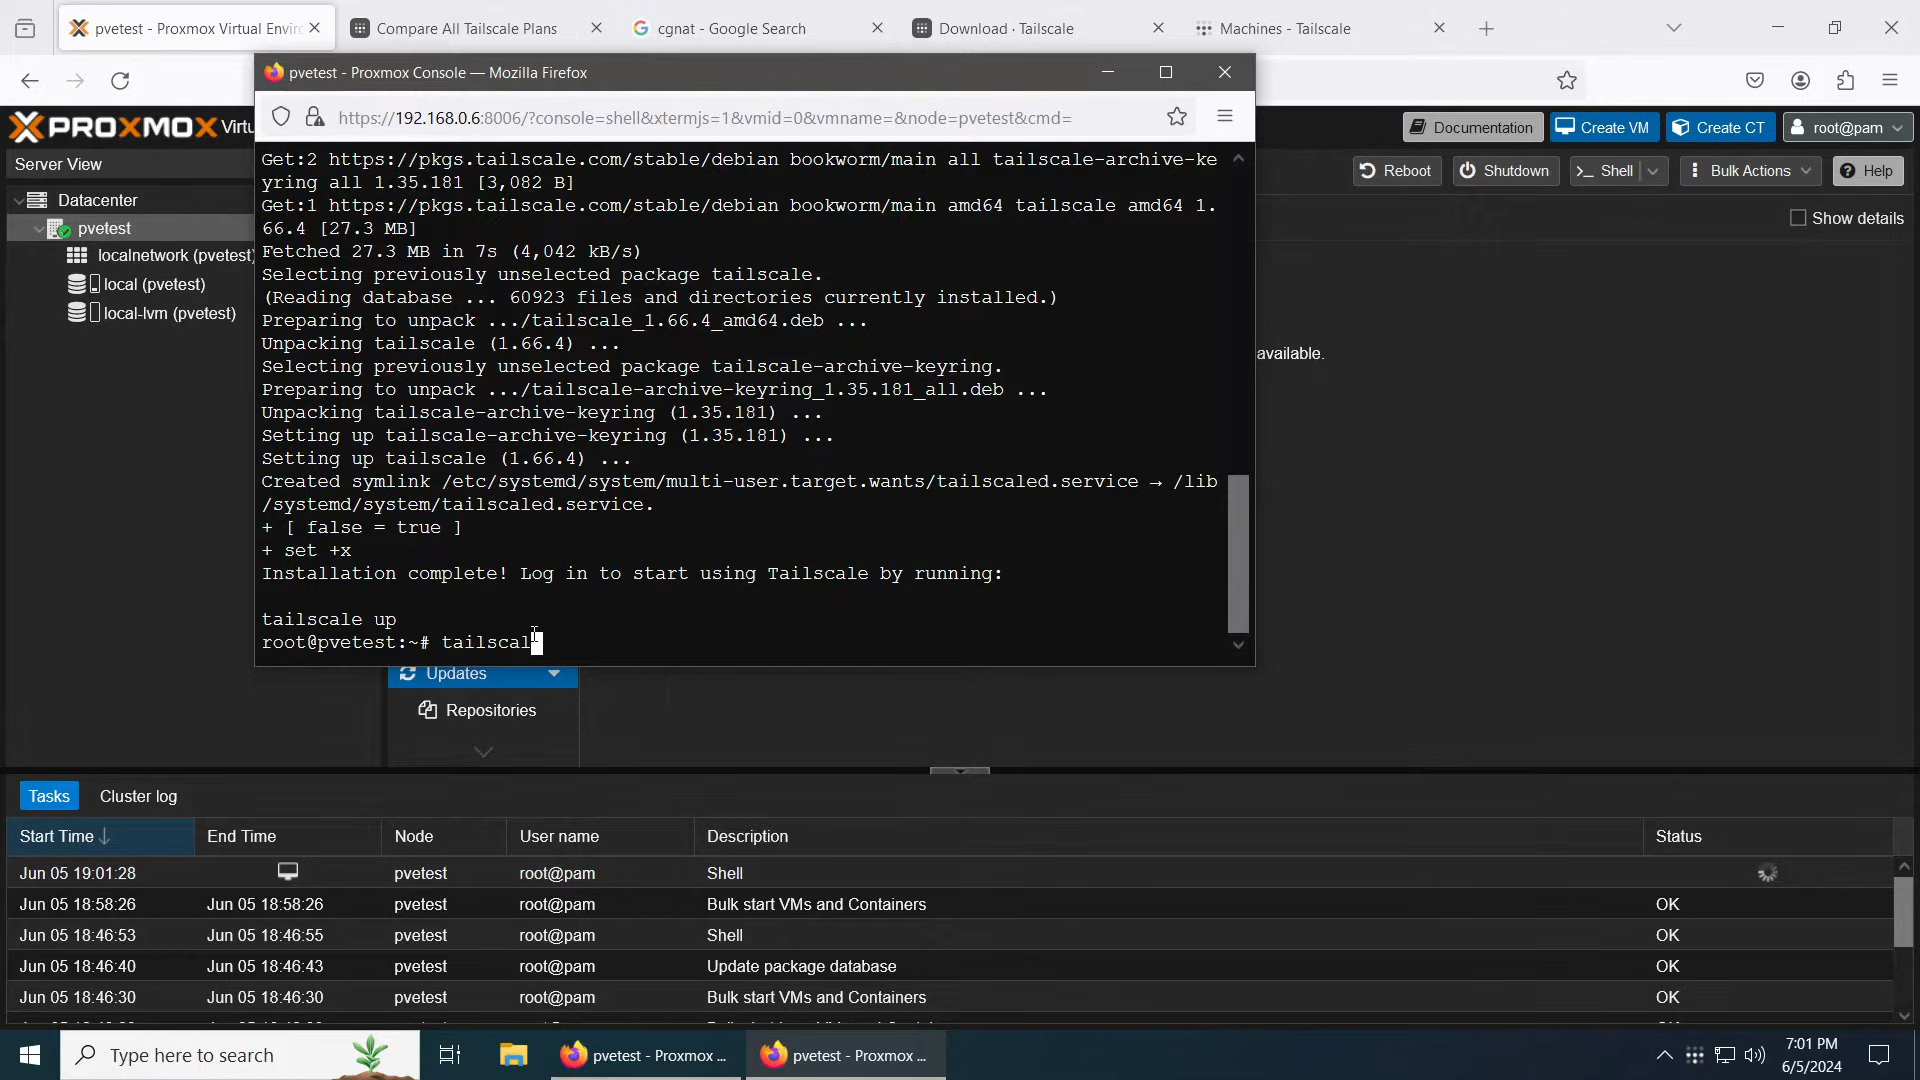 pvetest - Proxmox Virtual Enviro
Compare All Tailscale Plans
cgnat - Google Search
Download · Tailscale
Machines - Tailscale
pvetest - Proxmox Console — Mozilla Firefox
https://192.168.0.6:8006/?console=shell&xtermjs=1&vmid=0&vmname=&node=pvetest&cmd=
PROXMOX Virtu
Documentation
Create VM
Create CT
root@pam
Server View
Reboot
Shutdown
Shell
Bulk Actions
Help
Datacenter
pvetest
localnetwork (pvetest)
local (pvetest)
local-lvm (pvetest)
Show details
available.
Get:2 https://pkgs.tailscale.com/stable/debian bookworm/main all tailscale-archive-ke
yring all 1.35.181 [3,082 B]
Get:1 https://pkgs.tailscale.com/stable/debian bookworm/main amd64 tailscale amd64 1.
66.4 [27.3 MB]
Fetched 27.3 MB in 7s (4,042 kB/s)
Selecting previously unselected package tailscale.
(Reading database ... 60923 files and directories currently installed.)
Preparing to unpack .../tailscale_1.66.4_amd64.deb ...
Unpacking tailscale (1.66.4) ...
Selecting previously unselected package tailscale-archive-keyring.
Preparing to unpack .../tailscale-archive-keyring_1.35.181_all.deb ...
Unpacking tailscale-archive-keyring (1.35.181) ...
Setting up tailscale-archive-keyring (1.35.181) ...
Setting up tailscale (1.66.4) ...
Created symlink /etc/systemd/system/multi-user.target.wants/tailscaled.service → /lib
/systemd/system/tailscaled.service.
+ [ false = true ]
+ set +x
Installation complete! Log in to start using Tailscale by running:
tailscale up
root@pvetest:~# tailscal
Updates
Repositories
Tasks
Cluster log
Start Time End Time Node User name Description Status
Jun 05 19:01:28 pvetest root@pam Shell
Jun 05 18:58:26 Jun 05 18:58:26 pvetest root@pam Bulk start VMs and Containers OK
Jun 05 18:46:53 Jun 05 18:46:55 pvetest root@pam Shell OK
Jun 05 18:46:40 Jun 05 18:46:43 pvetest root@pam Update package database OK
Jun 05 18:46:30 Jun 05 18:46:30 pvetest root@pam Bulk start VMs and Containers OK
Type here to search
pvetest - Proxmox ...
pvetest - Proxmox ...
7:01 PM
6/5/2024